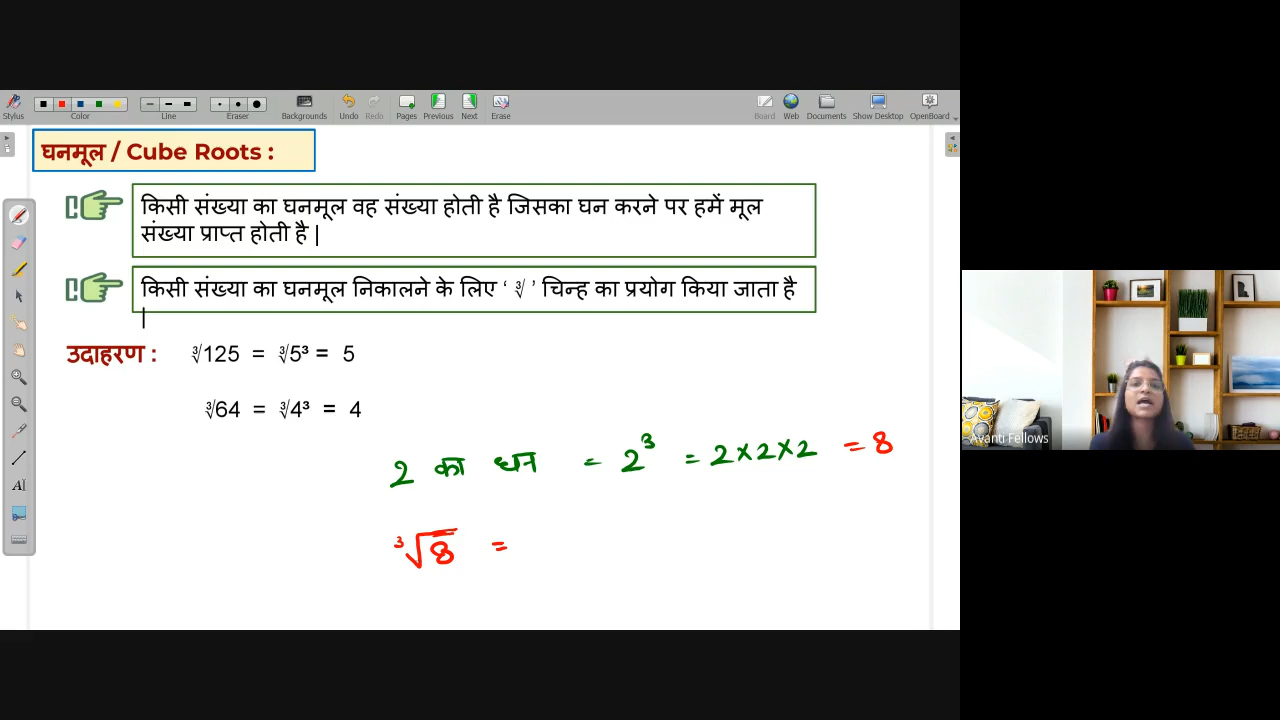 Stylus
Color
Line
Eraser
Backgrounds
Undo
Redo
Pages
Previous
Next
Erase
Board
Web
Documents
Show Desktop
OpenBoard
घनमूल / Cube Roots :
किसी संख्या का घनमूल वह संख्या होती है जिसका घन करने पर हमें मूल
संख्या प्राप्त होती है |
किसी संख्या का घनमूल निकालने के लिए ‘ ∛ ’ चिन्ह का प्रयोग किया जाता है
|
उदाहरण : ∛125 = ∛5³ = 5
∛64 = ∛4³ = 4
2 का घन = 2³ = 2×2×2 = 8
∛8 =
Avanti Fellows